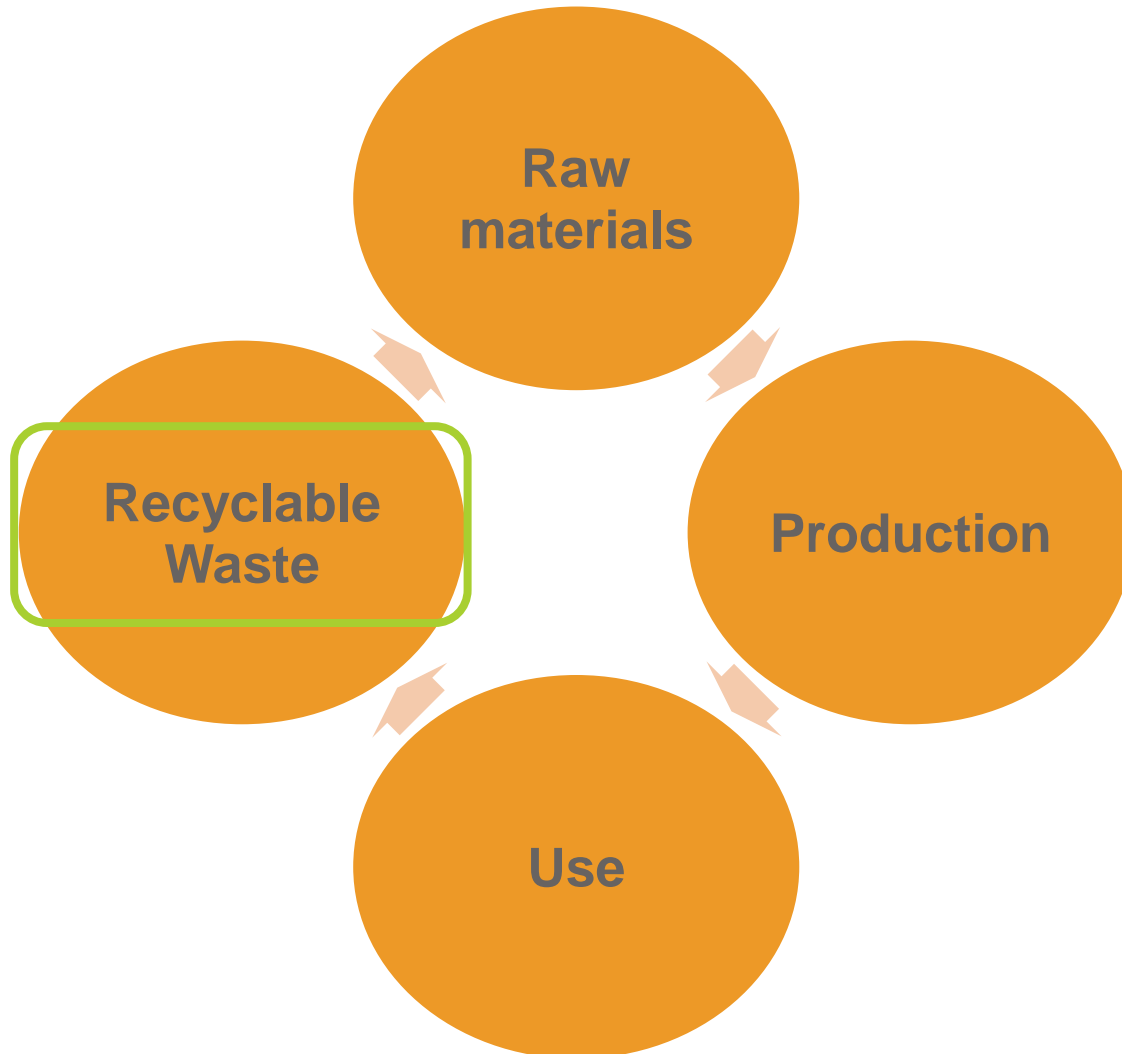 Raw
materials
Recyclable
Waste
Production
Use